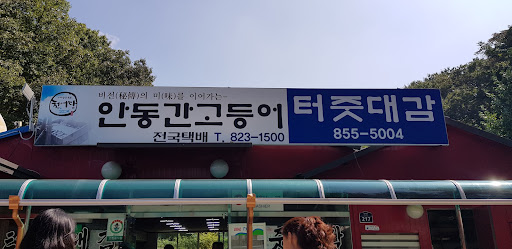 비전(秘傳)의 미(味)를 이어가는~
안동간고등어
전국택배 T. 823-1500
터줏대감
855-5004
217